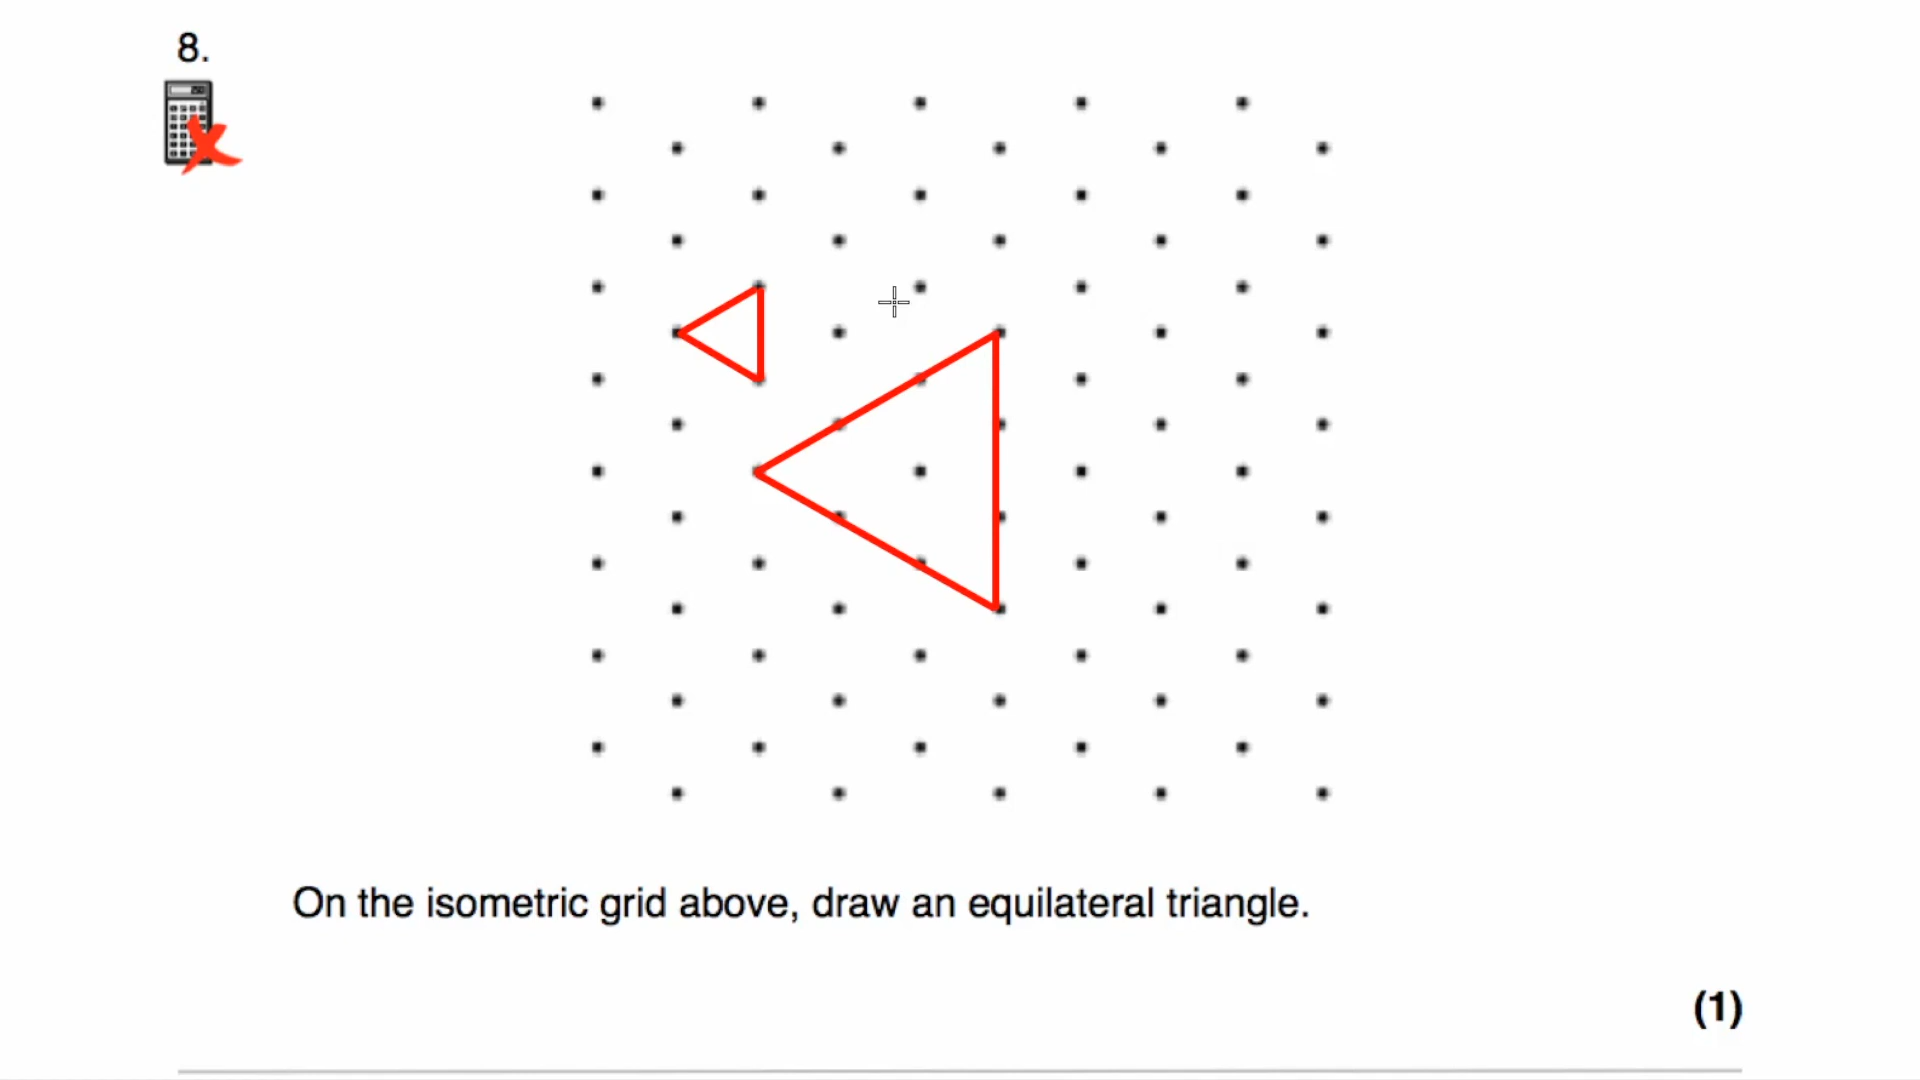 8.
On the isometric grid above, draw an equilateral triangle.
(1)